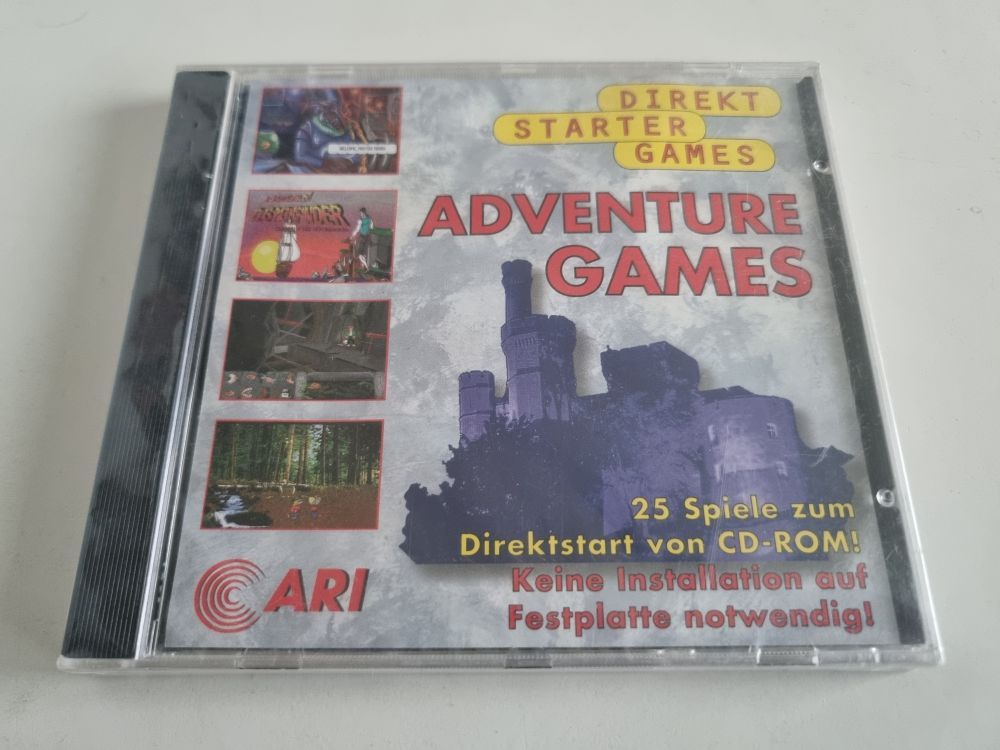 DIREKT
STARTER
GAMES
ADVENTURE
GAMES
25 Spiele zum
Direktstart von CD-ROM!
Keine Installation auf
Festplatte notwendig!
ARI